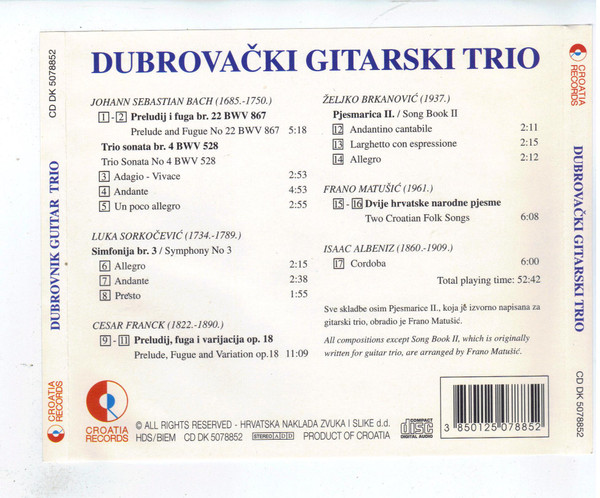 DUBROVAČKI GITARSKI TRIO
JOHANN SEBASTIAN BACH (1685.-1750.)
1 - 2 Preludij i fuga br. 22 BWV 867
Prelude and Fugue No 22 BWV 867 5:18
Trio sonata br. 4 BWV 528
Trio Sonata No 4 BWV 528
3 Adagio - Vivace 2:53
4 Andante 4:53
5 Un poco allegro 2:55
LUKA SORKOČEVIĆ (1734.-1789.)
Simfonija br. 3 / Symphony No 3
6 Allegro 2:15
7 Andante 2:38
8 Presto 1:55
CESAR FRANCK (1822.-1890.)
9 - 11 Preludij, fuga i varijacija op. 18
Prelude, Fugue and Variation op.18 11:09
ŽELJKO BRKANOVIĆ (1937.)
Pjesmarica II. / Song Book II
12 Andantino cantabile 2:11
13 Larghetto con espressione 2:15
14 Allegro 2:12
FRANO MATUŠIĆ (1961.)
15 - 16 Dvije hrvatske narodne pjesme
Two Croatian Folk Songs 6:08
ISAAC ALBENIZ (1860.-1909.)
17 Cordoba 6:00
Total playing time: 52:42
Sve skladbe osim Pjesmarice II., koja je izvorno napisana za
gitarski trio, obradio je Frano Matušić.
All compositions except Song Book II, which is originally
written for guitar trio, are arranged by Frano Matušić.
CROATIA
RECORDS
© ALL RIGHTS RESERVED - HRVATSKA NAKLADA ZVUKA I SLIKE d.d.
HDS/BIEM CD DK 5078852 STEREO ADD PRODUCT OF CROATIA
COMPACT
disc
DIGITAL AUDIO
3 850125 078852
CD DK 5078852
DUBROVNIK GUITAR TRIO
CROATIA
RECORDS
CROATIA
RECORDS
DUBROVAČKI GITARSKI TRIO
CD DK 5078852